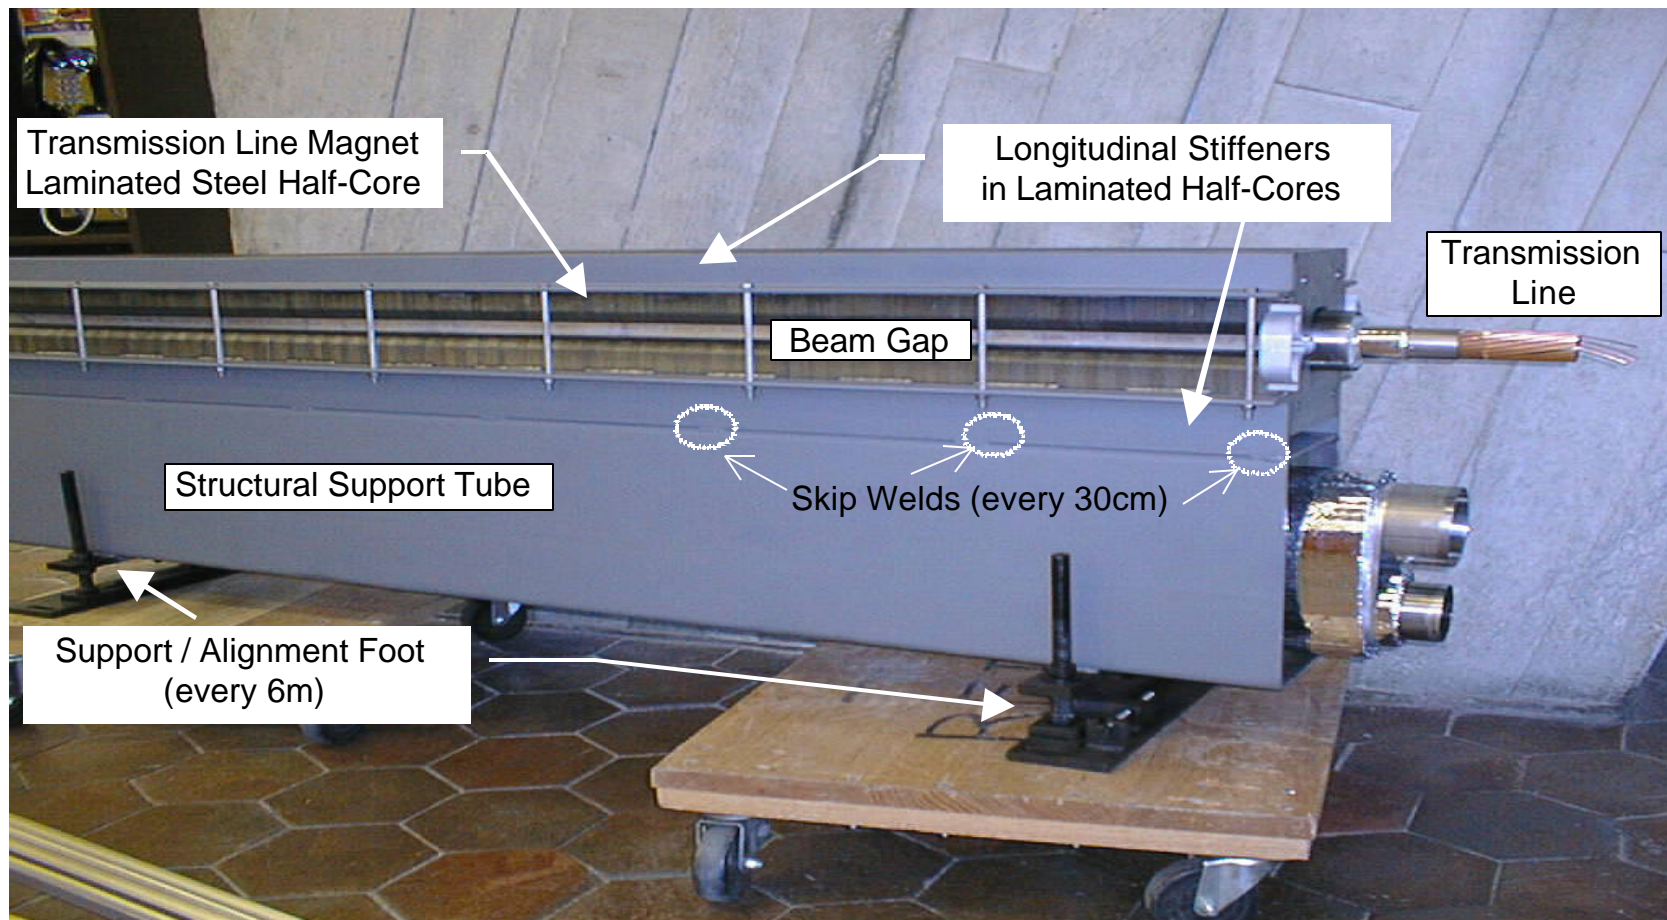 Transmission Line Magnet
Laminated Steel Half-Core
Longitudinal Stiffeners
in Laminated Half-Cores
Transmission
Line
Beam Gap
Structural Support Tube
Skip Welds (every 30cm)
Support / Alignment Foot
(every 6m)